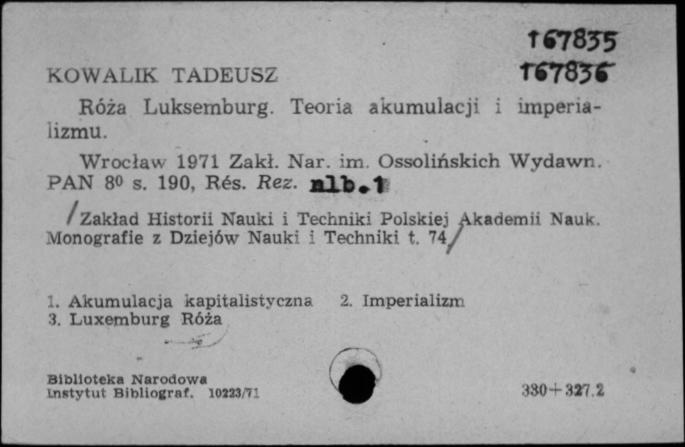 T67835
KOWALIK TADEUSZ T67836
Róża Luksemburg. Teoria akumulacji i imperia-
lizmu.
Wrocław 1971 Zakł. Nar. im. Ossolińskich Wydawn.
PAN 8⁰ s. 190, Rés. Rez. nlb.1
/Zakład Historii Nauki i Techniki Polskiej Akademii Nauk.
Monografie z Dziejów Nauki i Techniki t. 74/
1. Akumulacja kapitalistyczna 2. Imperializm
3. Luxemburg Róża
Biblioteka Narodowa
Instytut Bibliograf. 10223/71 330+327.2